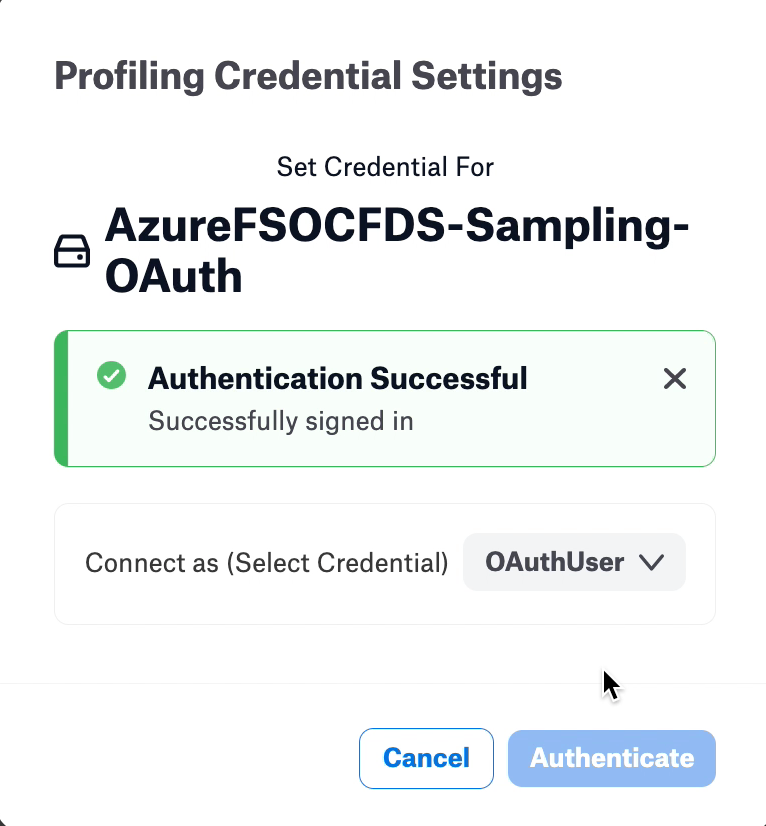 Profiling Credential Settings
Set Credential For
AzureFSOCFDS-Sampling-
OAuth
Authentication Successful
Successfully signed in
Connect as (Select Credential) OAuthUser
Cancel Authenticate